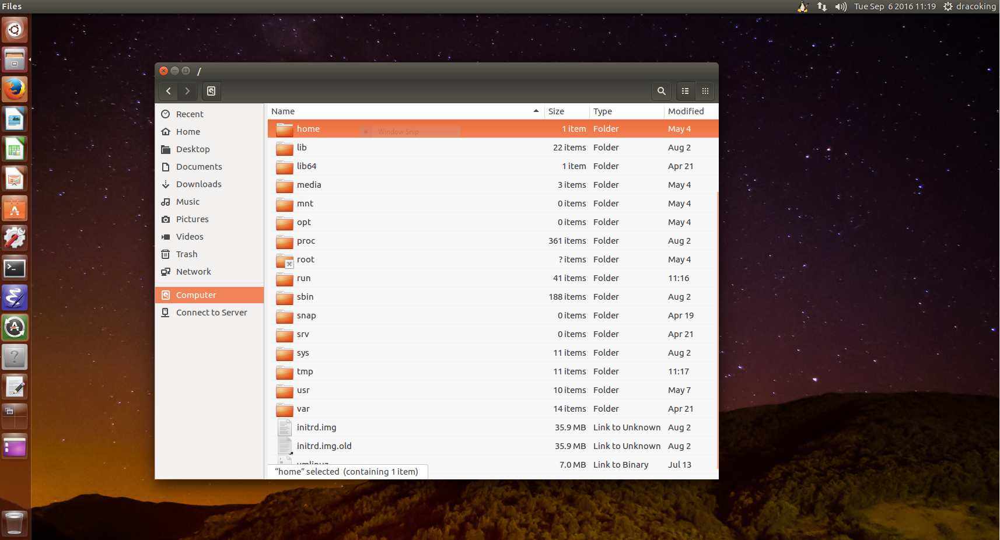 Files
Tue Sep 6 2016 11:19 dracoking
/
Recent
Home
Desktop
Documents
Downloads
Music
Pictures
Videos
Trash
Network
Computer
Connect to Server
Name Size Type Modified
home 1 item Folder May 4
Window Snip
lib 22 items Folder Aug 2
lib64 1 item Folder Apr 21
media 3 items Folder May 4
mnt 0 items Folder May 4
opt 0 items Folder May 4
proc 361 items Folder Aug 2
root ? items Folder May 4
run 41 items Folder 11:16
sbin 188 items Folder Aug 2
snap 0 items Folder Apr 19
srv 0 items Folder Apr 21
sys 11 items Folder Aug 2
tmp 11 items Folder 11:17
usr 10 items Folder May 7
var 14 items Folder Apr 21
initrd.img 35.9 MB Link to Unknown Aug 2
initrd.img.old 35.9 MB Link to Unknown Aug 2
vmlinuz 7.0 MB Link to Binary Jul 13
“home” selected (containing 1 item)